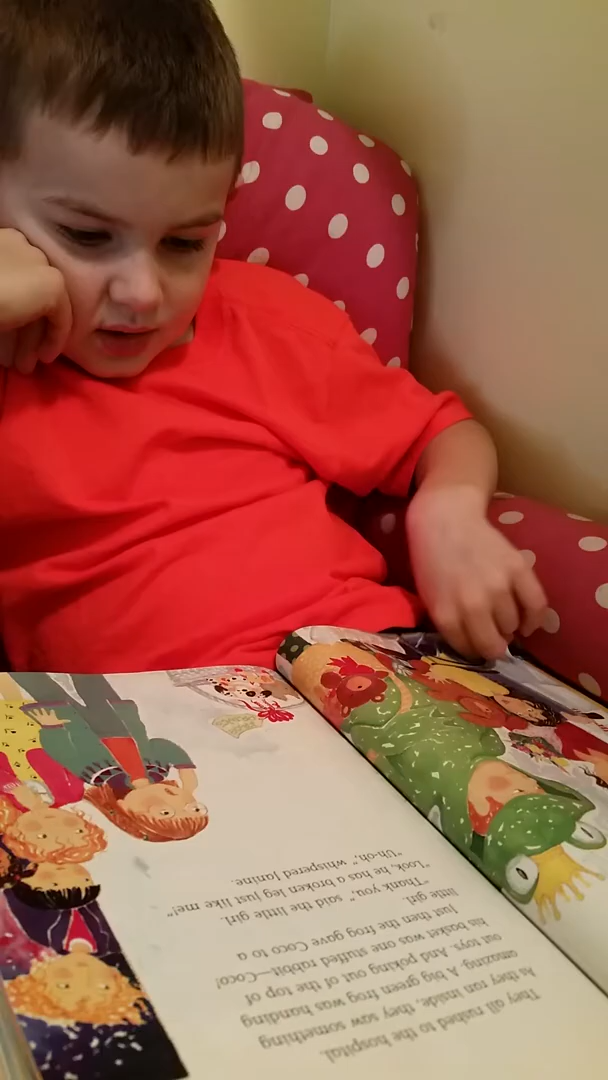 They all rushed to the hospital.
As they ran inside, they saw something
amazing. A big green frog was handing
out toys. And poking out of the top of
his basket was one stuffed rabbit—Coco!
Just then the frog gave Coco to a
little girl.
"Thank you," said the little girl.
"Look, he has a broken leg just like me!"
"Uh-oh," whispered Janine.